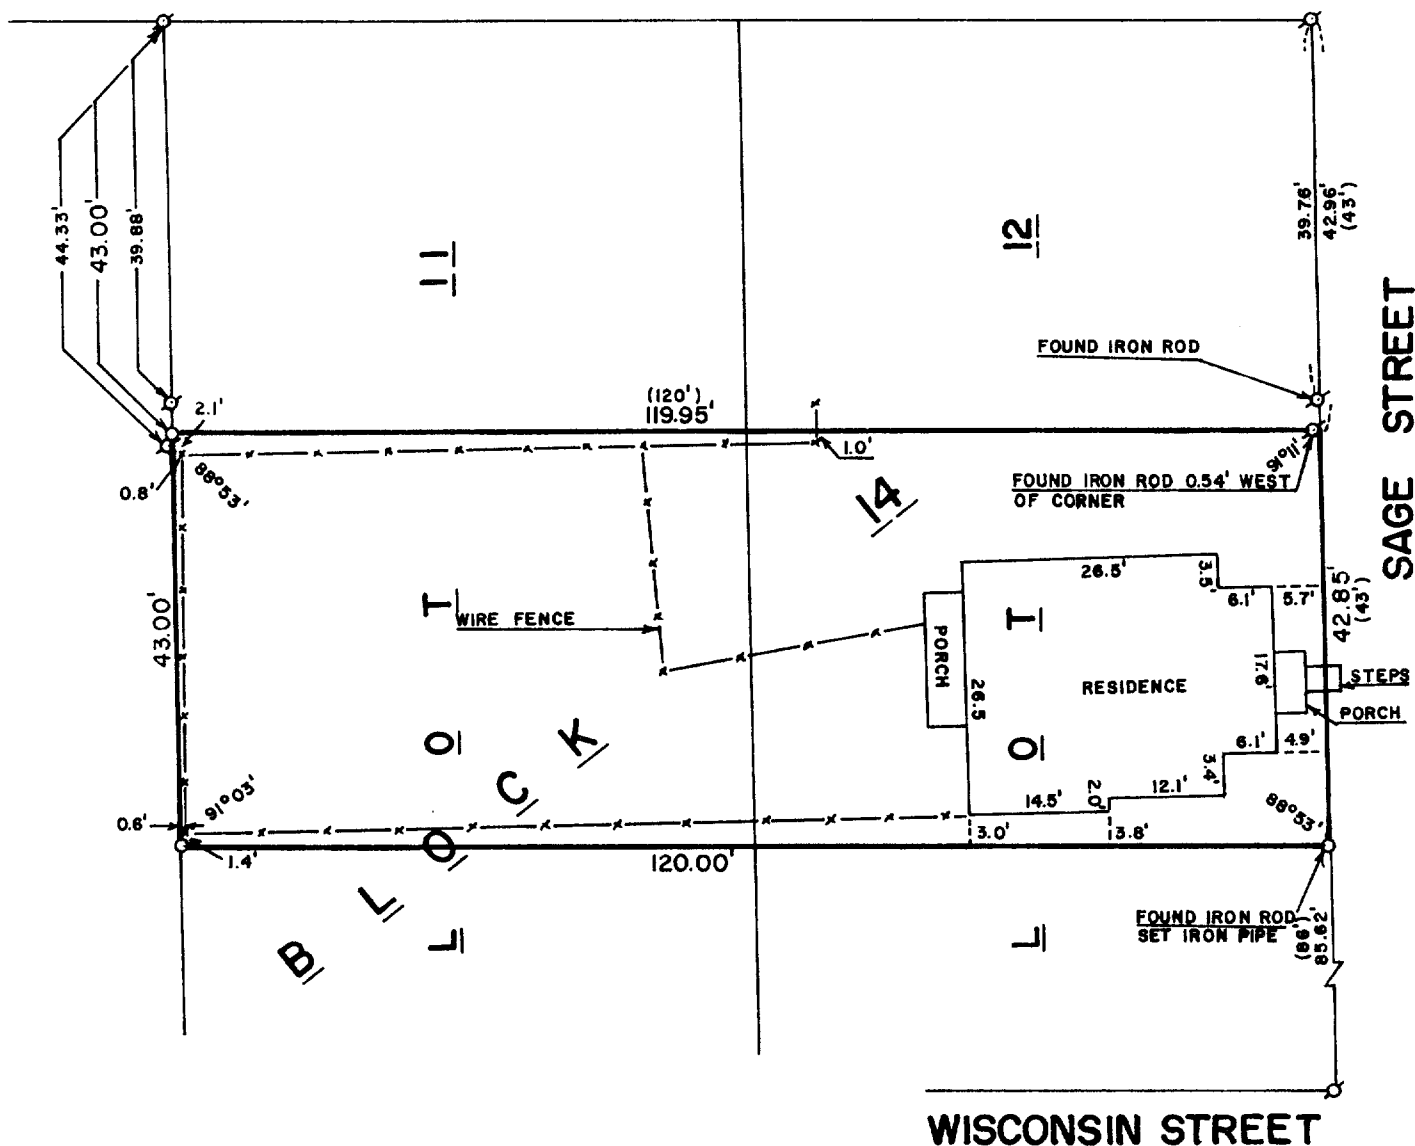 44.33'
43.00'
39.88'
39.76'
42.96'
(43')
LOT 11
LOT 12
BLOCK 14
SAGE STREET
FOUND IRON ROD
2.1'
(120')
119.95'
1.0'
0.8'
88°53'
91°11'
FOUND IRON ROD 0.54' WEST
OF CORNER
26.5'
3.5'
6.1'
5.7'
42.85'
(43')
43.00'
WIRE FENCE
PORCH
26.5
RESIDENCE
17.6'
STEPS
PORCH
6.1'
4.9'
3.4'
12.1'
2.0'
14.5'
3.0'
3.8'
88°53'
91°03'
0.6'
1.4'
120.00'
FOUND IRON ROD
SET IRON PIPE
(86')
85.62'
WISCONSIN STREET